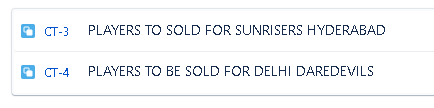 CT-3 PLAYERS TO SOLD FOR SUNRISERS HYDERABAD
CT-4 PLAYERS TO BE SOLD FOR DELHI DAREDEVILS